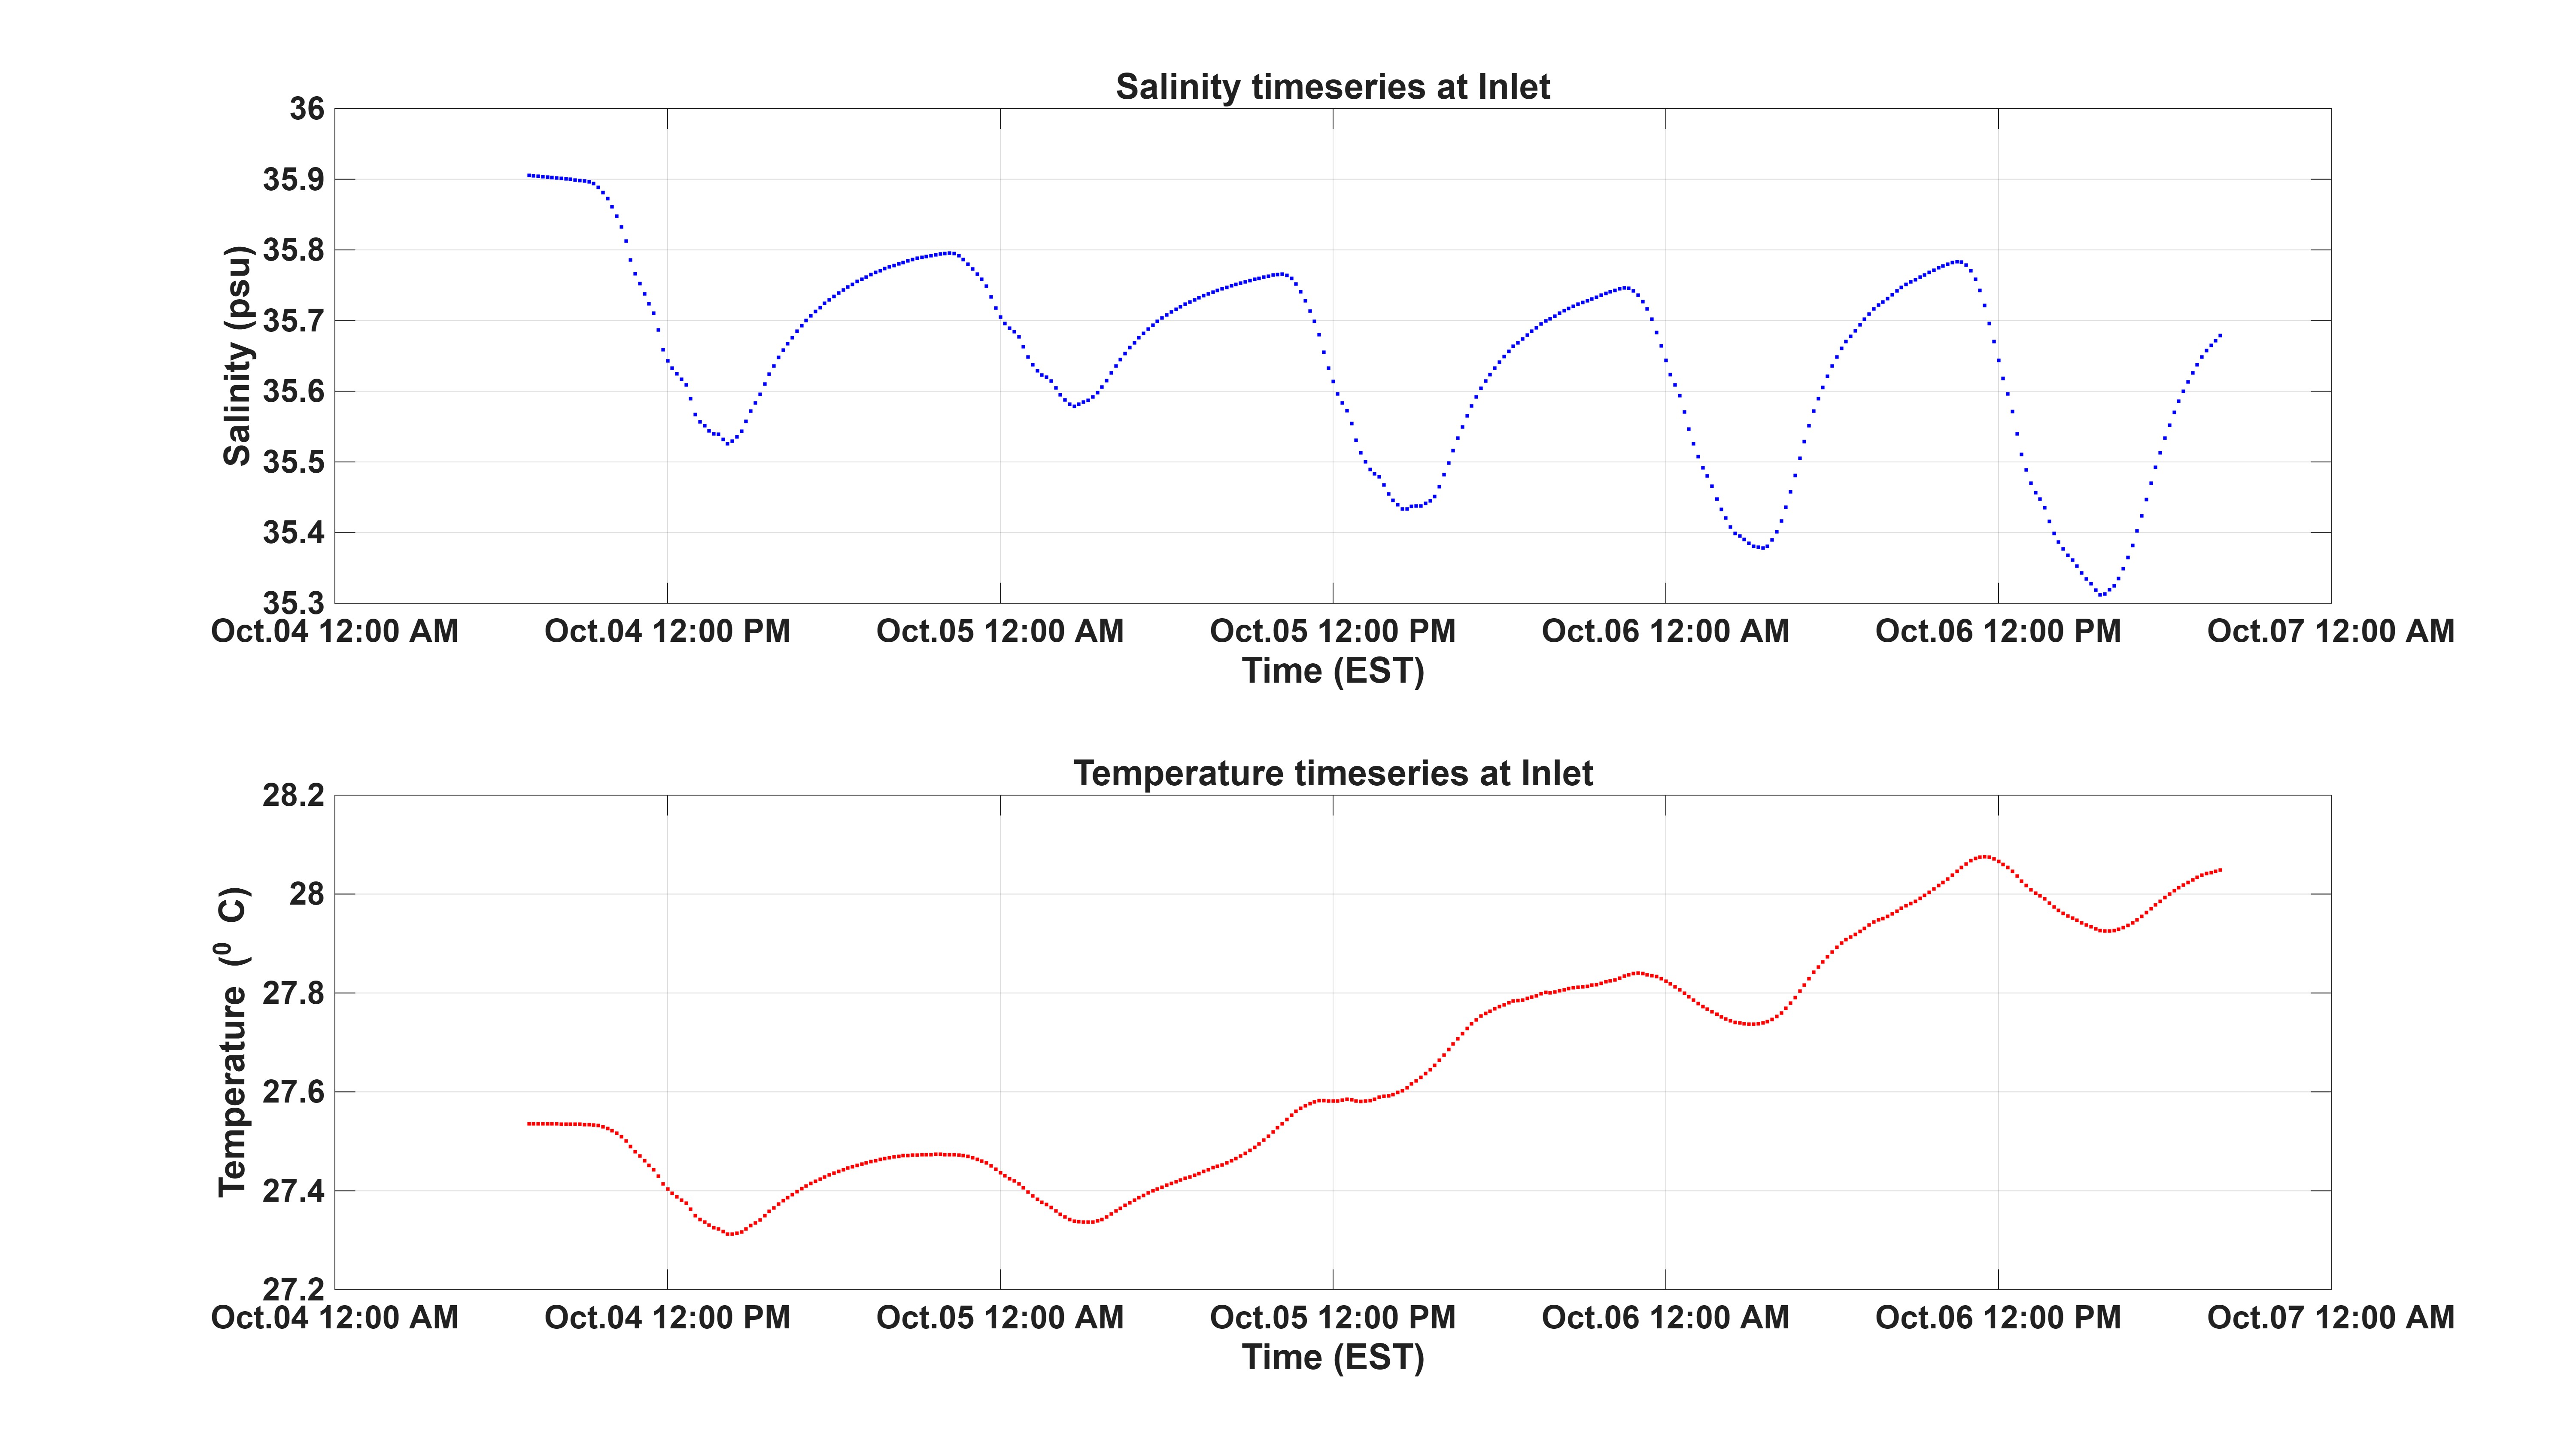 Salinity timeseries at Inlet
36
35.9
35.8
35.7
35.6
35.5
35.4
35.3
Salinity (psu)
Oct.04 12:00 AM Oct.04 12:00 PM Oct.05 12:00 AM Oct.05 12:00 PM Oct.06 12:00 AM Oct.06 12:00 PM Oct.07 12:00 AM
Time (EST)
Temperature timeseries at Inlet
28.2
28
27.8
27.6
27.4
27.2
Temperature (⁰ C)
Oct.04 12:00 AM Oct.04 12:00 PM Oct.05 12:00 AM Oct.05 12:00 PM Oct.06 12:00 AM Oct.06 12:00 PM Oct.07 12:00 AM
Time (EST)